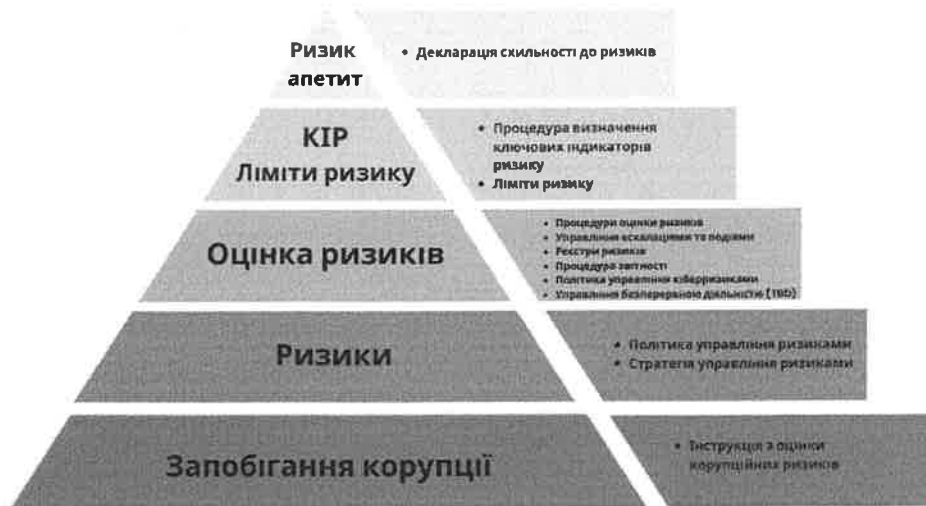 Ризик
апетит
• Декларація схильності до ризиків
КІР
Ліміти ризику
• Процедура визначення
ключових індикаторів
ризику
• Ліміти ризику
Оцінка ризиків
• Процедури оцінки ризиків
• Управління ескалаціями та подіями
• Реєстри ризиків
• Процедура звітності
• Політика управління кіберризиками
• Управління безперервною діяльністю
Ризики
• Політика управління ризиками
• Стратегія управління ризиками
Запобігання корупції
• Інструкція з оцінки
корупційних ризиків